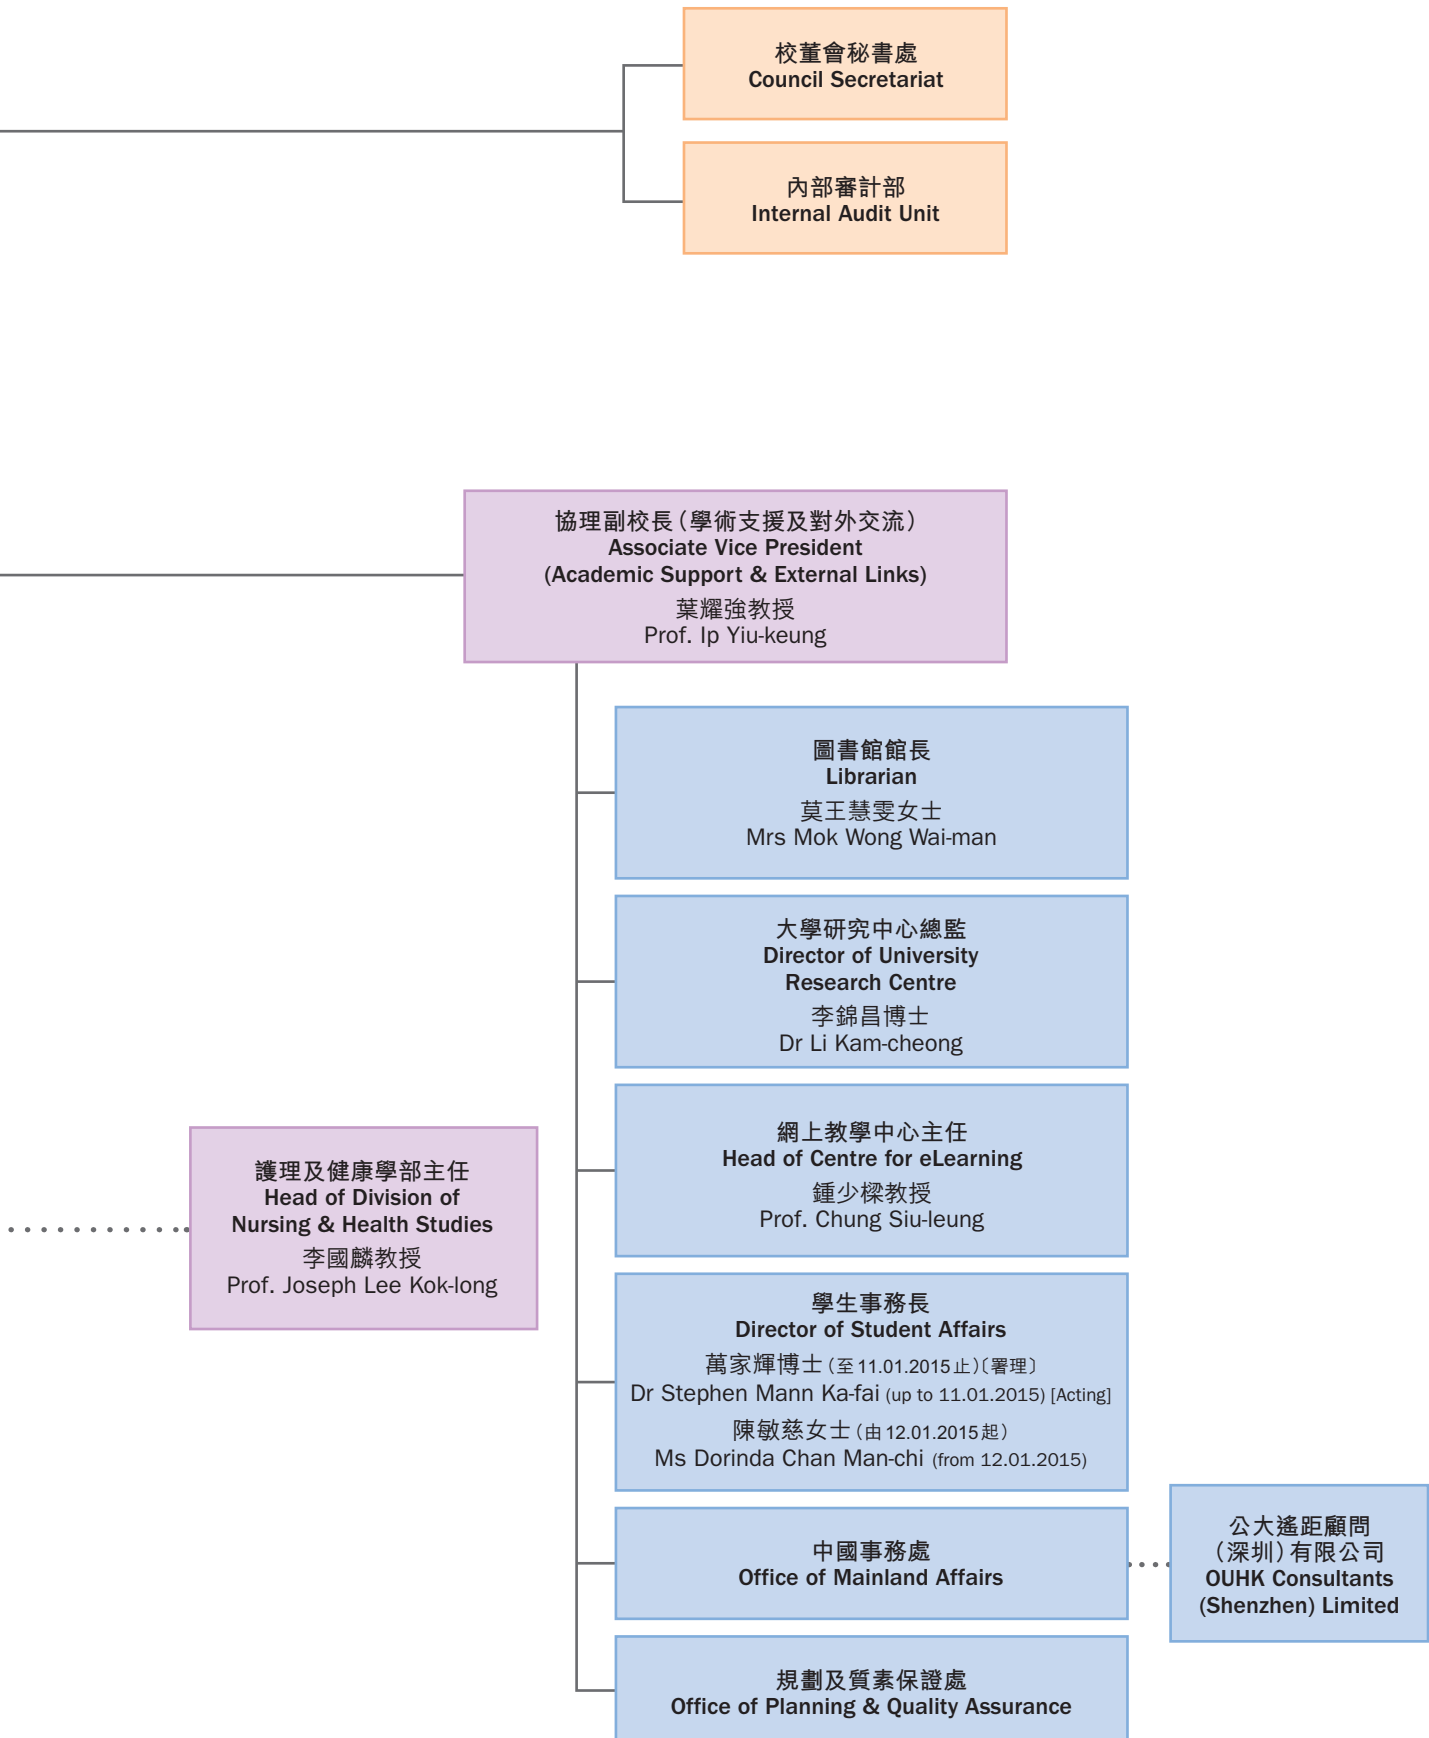 校董會秘書處
Council Secretariat
內部審計部
Internal Audit Unit
協理副校長（學術支援及對外交流）
Associate Vice President
(Academic Support & External Links)
葉耀強教授
Prof. Ip Yiu-keung
圖書館館長
Librarian
莫王慧雯女士
Mrs Mok Wong Wai-man
大學研究中心總監
Director of University
Research Centre
李錦昌博士
Dr Li Kam-cheong
網上教學中心主任
Head of Centre for eLearning
鍾少樑教授
Prof. Chung Siu-leung
護理及健康學部主任
Head of Division of
Nursing & Health Studies
李國麟教授
Prof. Joseph Lee Kok-long
學生事務長
Director of Student Affairs
萬家輝博士（至11.01.2015止）〔署理〕
Dr Stephen Mann Ka-fai (up to 11.01.2015) [Acting]
陳敏慈女士（由12.01.2015起）
Ms Dorinda Chan Man-chi (from 12.01.2015)
中國事務處
Office of Mainland Affairs
公大遙距顧問
（深圳）有限公司
OUHK Consultants
(Shenzhen) Limited
規劃及質素保證處
Office of Planning & Quality Assurance